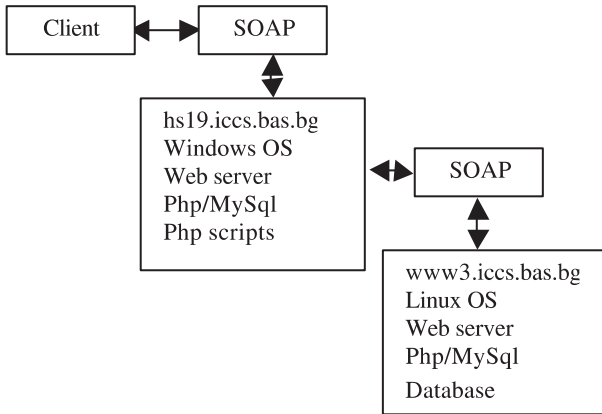 Client
SOAP
hs19.iccs.bas.bg
Windows OS
Web server
Php/MySql
Php scripts
SOAP
www3.iccs.bas.bg
Linux OS
Web server
Php/MySql
Database